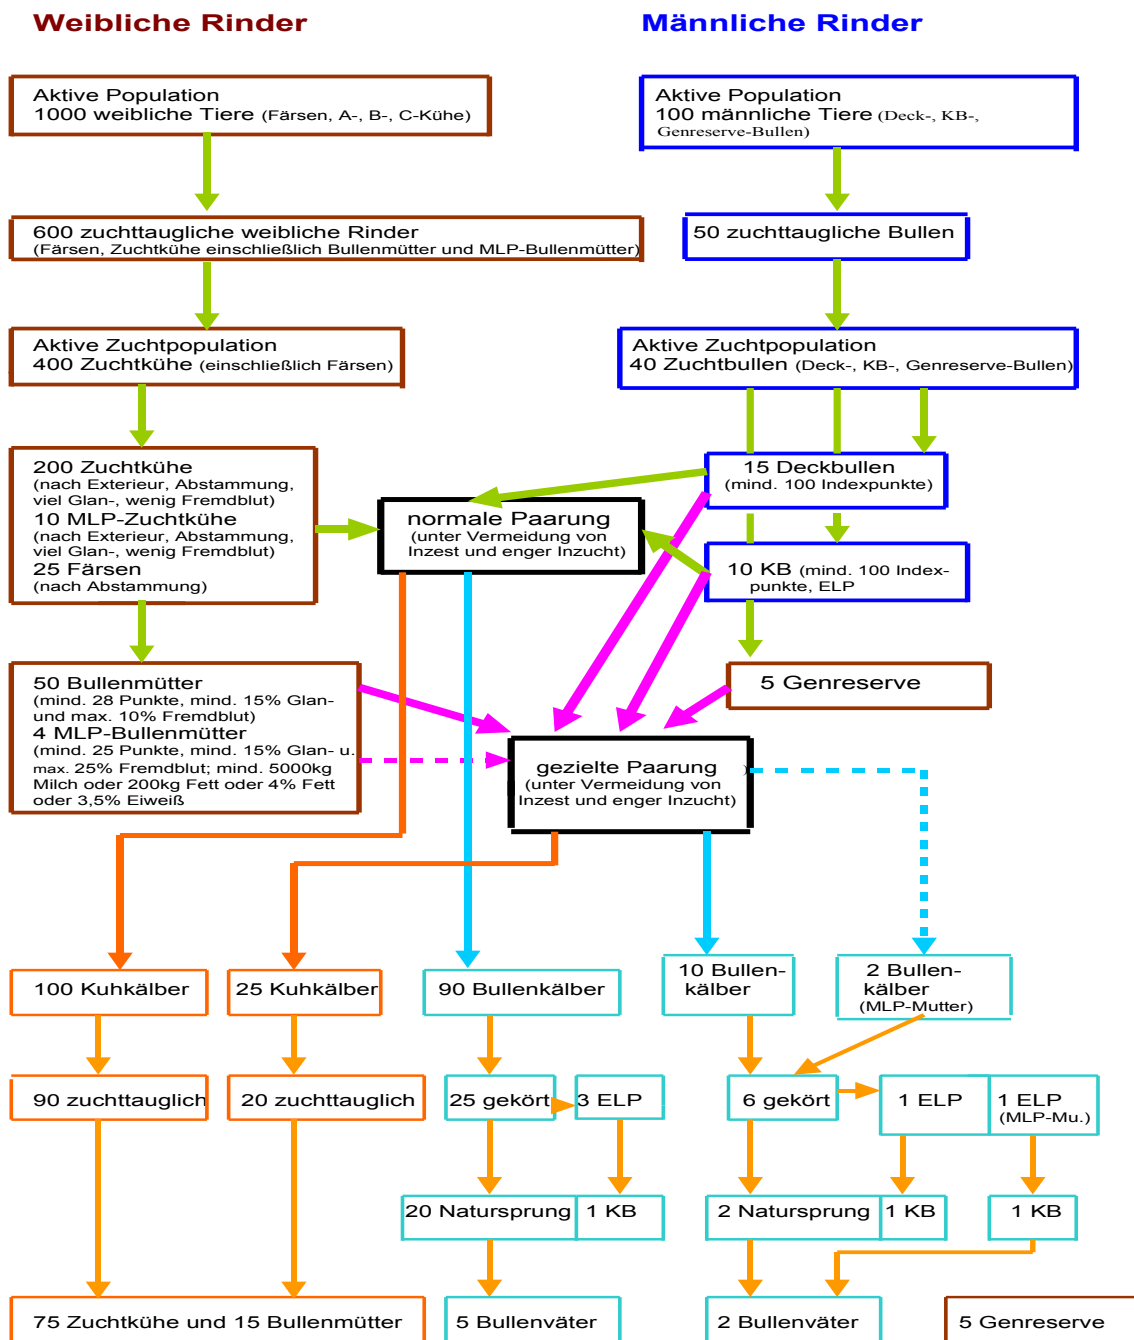 Weibliche Rinder
Männliche Rinder
Aktive Population
1000 weibliche Tiere (Färsen, A-, B-, C-Kühe)
Aktive Population
100 männliche Tiere (Deck-, KB-,
Genreserve-Bullen)
600 zuchttaugliche weibliche Rinder
(Färsen, Zuchtkühe einschließlich Bullenmütter und MLP-Bullenmütter)
50 zuchttaugliche Bullen
Aktive Zuchtpopulation
400 Zuchtkühe (einschließlich Färsen)
Aktive Zuchtpopulation
40 Zuchtbullen (Deck-, KB-, Genreserve-Bullen)
200 Zuchtkühe
(nach Exterieur, Abstammung,
viel Glan-, wenig Fremdblut)
10 MLP-Zuchtkühe
(nach Exterieur, Abstammung,
viel Glan-, wenig Fremdblut)
25 Färsen
(nach Abstammung)
normale Paarung
(unter Vermeidung von
Inzest und enger Inzucht)
15 Deckbullen
(mind. 100 Indexpunkte)
10 KB (mind. 100 Index-
punkte, ELP
50 Bullenmütter
(mind. 28 Punkte, mind. 15% Glan-
und max. 10% Fremdblut)
4 MLP-Bullenmütter
(mind. 25 Punkte, mind. 15% Glan- u.
max. 25% Fremdblut; mind. 5000kg
Milch oder 200kg Fett oder 4% Fett
oder 3,5% Eiweiß
5 Genreserve
gezielte Paarung )
(unter Vermeidung von
Inzest und enger Inzucht)
100 Kuhkälber
25 Kuhkälber
90 Bullenkälber
10 Bullen-
kälber
2 Bullen-
kälber
(MLP-Mutter)
90 zuchttauglich
20 zuchttauglich
25 gekört
3 ELP
6 gekört
1 ELP
1 ELP
(MLP-Mu.)
20 Natursprung
1 KB
2 Natursprung
1 KB
1 KB
75 Zuchtkühe und 15 Bullenmütter
5 Bullenväter
2 Bullenväter
5 Genreserve